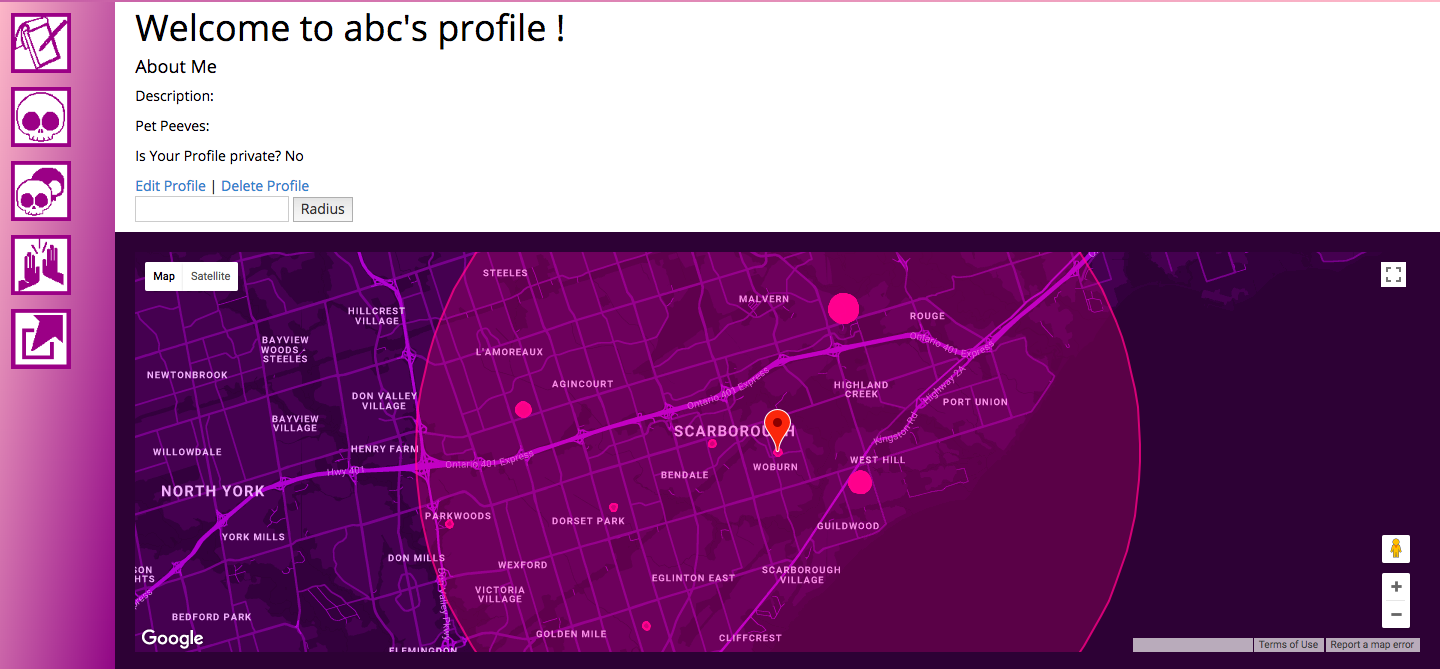 Welcome to abc's profile !
About Me
Description:
Pet Peeves:
Is Your Profile private? No
Edit Profile | Delete Profile
Radius
Map Satellite
STEELES
MALVERN
HILLCREST
VILLAGE
ROUGE
BAYVIEW
WOODS -
STEELES
Ontario 401 Express
L'AMOREAUX
NEWTONBROOK
AGINCOURT
Ontario 401 Express
HIGHLAND
CREEK
Highway 2A
DON VALLEY
VILLAGE
PORT UNION
BAYVIEW
VILLAGE
SCARBOROUGH
Kingston Rd
WILLOWDALE
HENRY FARM
Ontario 401 Express
Hwy 401
WOBURN
WEST HILL
BENDALE
NORTH YORK
PARKWOODS
DORSET PARK
GUILDWOOD
YORK MILLS
DON MILLS
WEXFORD
SON
HTS
EGLINTON EAST
SCARBOROUGH
VILLAGE
VICTORIA
VILLAGE
Don Valley Pkwy
press
BEDFORD PARK
GOLDEN MILE
CLIFFCREST
Google
FLEMINGDON
Terms of Use
Report a map error